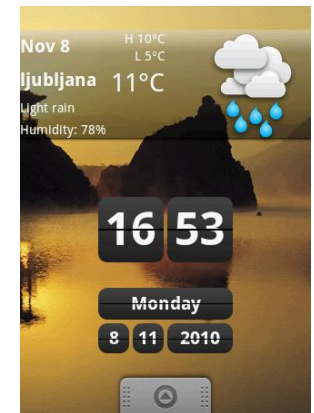 Nov 8
H 10°C
L 5°C
ljubljana
11°C
Light rain
Humidity: 78%
16 53
Monday
8 11 2010